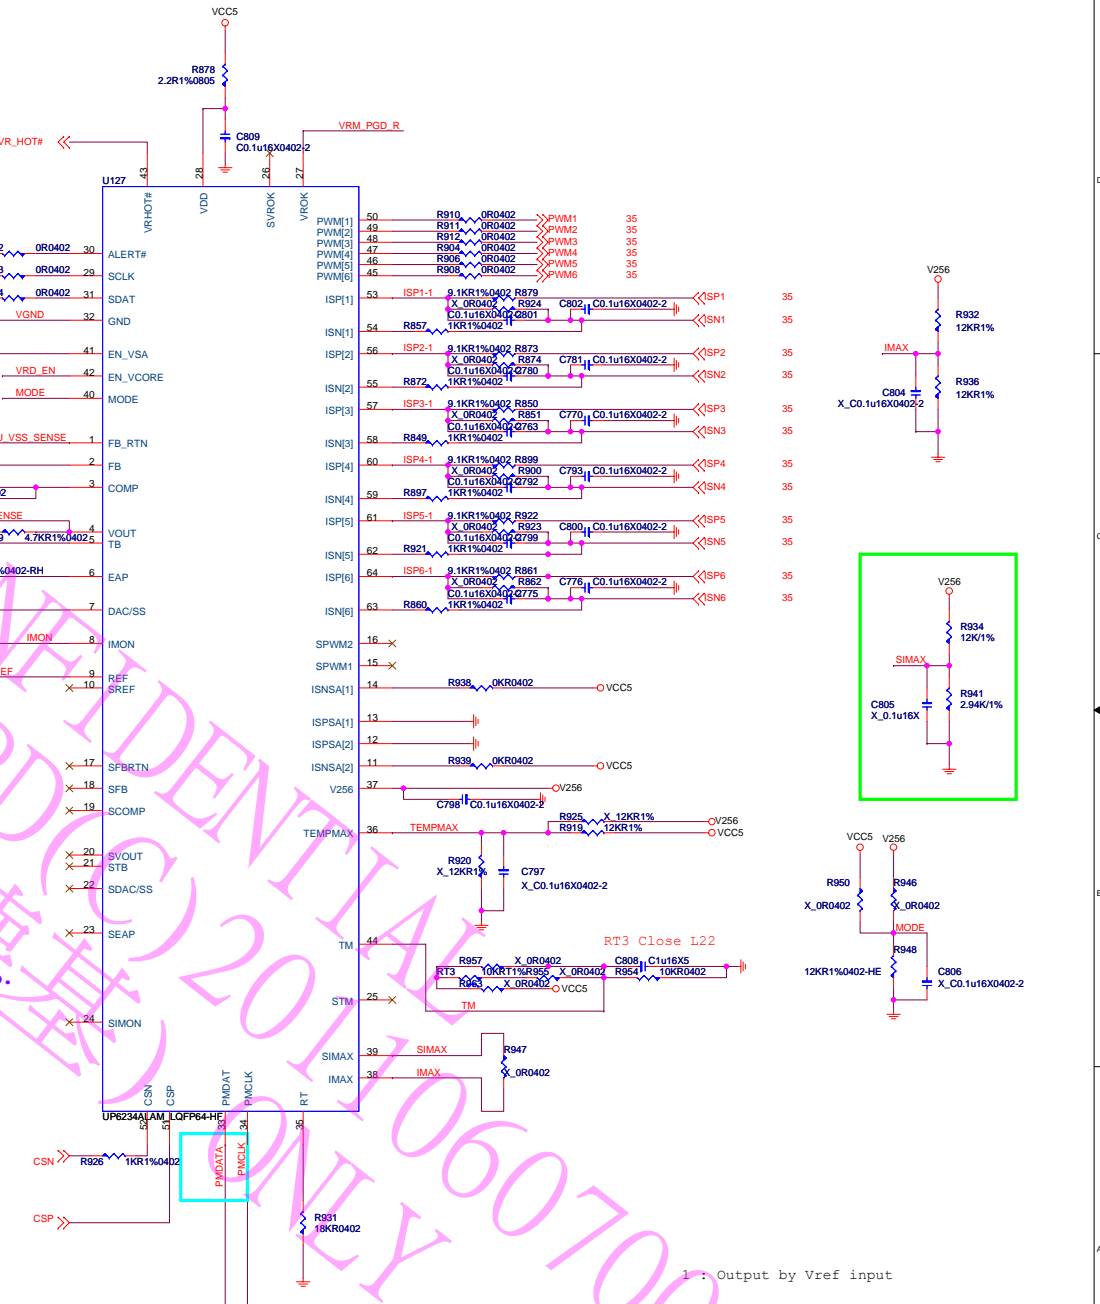 VCC5
R878
2.2R1%0805
VR_HOT#
VRM_PGD_R
C809
C0.1u16X0402-2
43
28
26
27
U127
VRHOT#
VDD
SVROK
VROK
0R0402
30
ALERT#
0R0402
29
SCLK
0R0402
31
SDAT
VGND
32
GND
41
EN_VSA
VRD_EN
42
EN_VCORE
MODE
40
MODE
U_VSS_SENSE
1
FB_RTN
2
FB
3
COMP
ENSE
4
VOUT
4.7KR1%0402
5
TB
%0402-RH
6
EAP
7
DAC/SS
IMON
8
IMON
EF
9
REF
10
SREF
17
SFBRTN
18
SFB
19
SCOMP
20
SVOUT
21
STB
22
SDAC/SS
23
SEAP
24
SIMON
PWM[1]
50
R910
0R0402
PWM1
35
PWM[2]
49
R911
0R0402
PWM2
35
PWM[3]
48
R912
0R0402
PWM3
35
PWM[4]
47
R904
0R0402
PWM4
35
PWM[5]
46
R906
0R0402
PWM5
35
PWM[6]
45
R908
0R0402
PWM6
35
ISP[1]
53
ISP1-1
9.1KR1%0402 R879
ISP1
35
X_0R0402
R924
C802
C0.1u16X0402-2
C0.1u16X0402-2
C801
SN1
35
ISN[1]
54
R857
1KR1%0402
ISP[2]
56
ISP2-1
9.1KR1%0402 R873
ISP2
35
X_0R0402
R874
C781
C0.1u16X0402-2
C0.1u16X0402-2
C780
SN2
35
ISN[2]
55
R872
1KR1%0402
ISP[3]
57
ISP3-1
9.1KR1%0402 R850
ISP3
35
X_0R0402
R851
C770
C0.1u16X0402-2
C0.1u16X0402-2
C763
SN3
35
ISN[3]
58
R849
1KR1%0402
ISP[4]
60
ISP4-1
9.1KR1%0402 R899
ISP4
35
X_0R0402
R900
C793
C0.1u16X0402-2
C0.1u16X0402-2
C792
SN4
35
ISN[4]
59
R897
1KR1%0402
ISP[5]
61
ISP5-1
9.1KR1%0402 R922
ISP5
35
X_0R0402
R923
C800
C0.1u16X0402-2
C0.1u16X0402-2
C799
SN5
35
ISN[5]
62
R921
1KR1%0402
ISP[6]
64
ISP6-1
9.1KR1%0402 R861
ISP6
35
X_0R0402
R862
C776
C0.1u16X0402-2
C0.1u16X0402-2
C775
SN6
35
ISN[6]
63
R860
1KR1%0402
SPWM2
16
SPWM1
15
ISNSA[1]
14
R938
0KR0402
VCC5
ISPSA[1]
13
ISPSA[2]
12
ISNSA[2]
11
R939
0KR0402
VCC5
V256
37
V256
C798
C0.1u16X0402-2
R925
X_12KR1%
V256
TEMPMAX
36
TEMPMAX
R919
12KR1%
VCC5
R920
X_12KR1%
C797
X_C0.1u16X0402-2
RT3 Close L22
TM
44
R957
X_0R0402
C808
C1u16X5
RT3
10KRT1%
R955
X_0R0402
R954
10KR0402
R963
X_0R0402
VCC5
STM
25
TM
SIMAX
39
SIMAX
R947
X_0R0402
IMAX
38
IMAX
CSN
CSP
PMDAT
PMCLK
RT
UP6234ALAM_LQFP64-HF
52
51
33
34
35
CSN
R926
1KR1%0402
PMDATA
PMCLK
CSP
R931
18KR0402
V256
R932
12KR1%
IMAX
C804
X_C0.1u16X0402-2
R936
12KR1%
V256
R934
12K/1%
SIMAX
C805
X_0.1u16X
R941
2.94K/1%
VCC5
V256
R950
X_0R0402
R946
X_0R0402
MODE
R948
12KR1%0402-HE
C806
X_C0.1u16X0402-2
1 : Output by Vref input
D
C
B
A